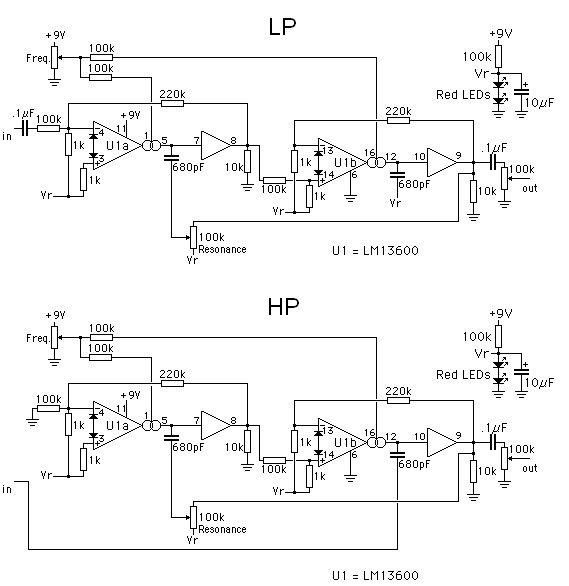 LP
+9V
Freq.
100k
100k
220k
.1µF
in
100k
+9V
11
4
3
1k
1k
Vr
U1a
1
5
680pF
7
8
10k
100k
Resonance
Vr
100k
220k
1k
1k
Vr
13
14
U1b
16
12
6
680pF
Vr
10
9
10k
.1µF
100k
out
+9V
100k
Vr
Red LEDs
+
10µF
U1 = LM13600
HP
+9V
Freq.
100k
100k
220k
100k
+9V
11
4
3
1k
1k
Vr
U1a
1
5
680pF
7
8
10k
in
100k
Resonance
Vr
100k
220k
1k
1k
Vr
13
14
U1b
16
12
6
680pF
10
9
10k
.1µF
100k
out
+9V
100k
Vr
Red LEDs
+
10µF
U1 = LM13600